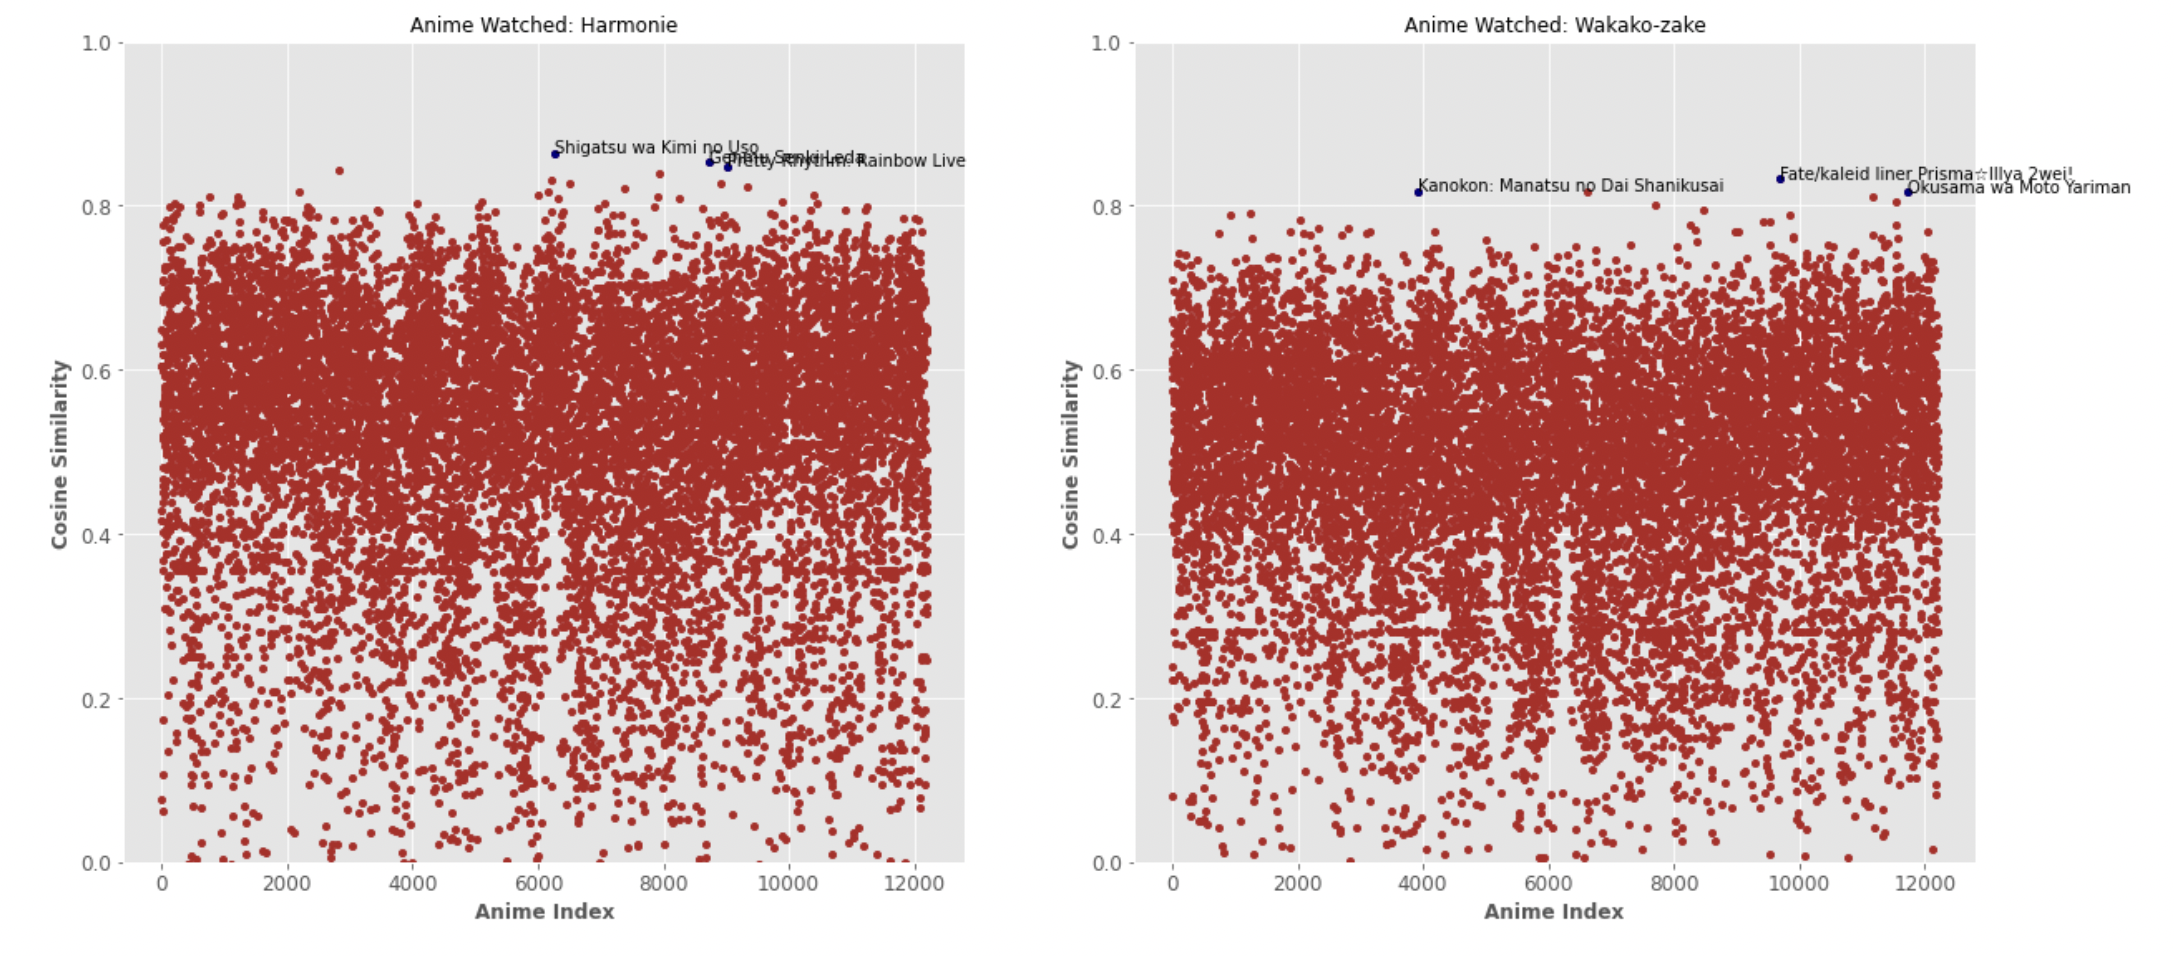 Anime Watched: Harmonie
1.0
0.8
0.6
0.4
0.2
0.0
Cosine Similarity
Shigatsu wa Kimi no Uso
Genmu Senki Leda
Pretty Rhythm: Rainbow Live
0 2000 4000 6000 8000 10000 12000
Anime Index
Anime Watched: Wakako-zake
1.0
0.8
0.6
0.4
0.2
0.0
Cosine Similarity
Fate/kaleid liner Prisma☆Illya 2wei!
Kanokon: Manatsu no Dai Shanikusai
Okusama wa Moto Yariman
0 2000 4000 6000 8000 10000 12000
Anime Index